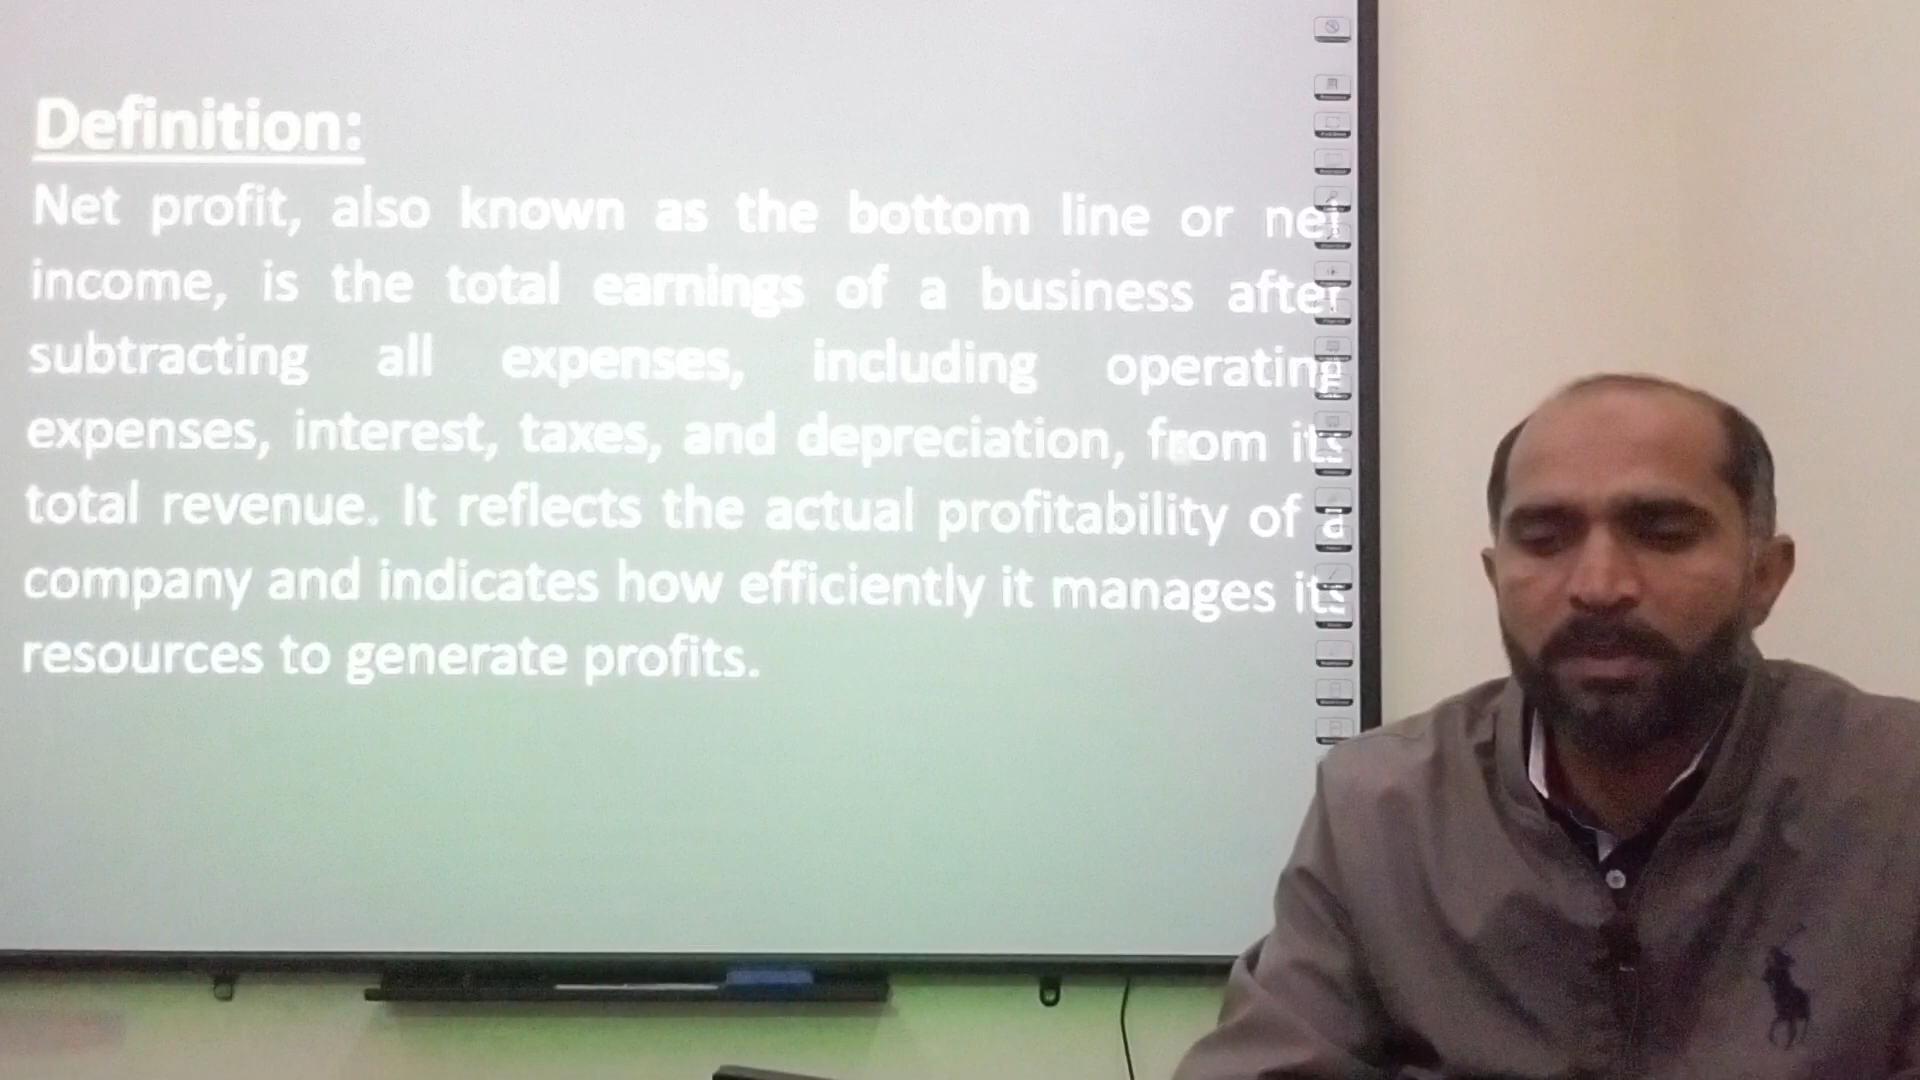 Definition:
Net profit, also known as the bottom line or net
income, is the total earnings of a business after
subtracting all expenses, including operating
expenses, interest, taxes, and depreciation, from its
total revenue. It reflects the actual profitability of a
company and indicates how efficiently it manages its
resources to generate profits.